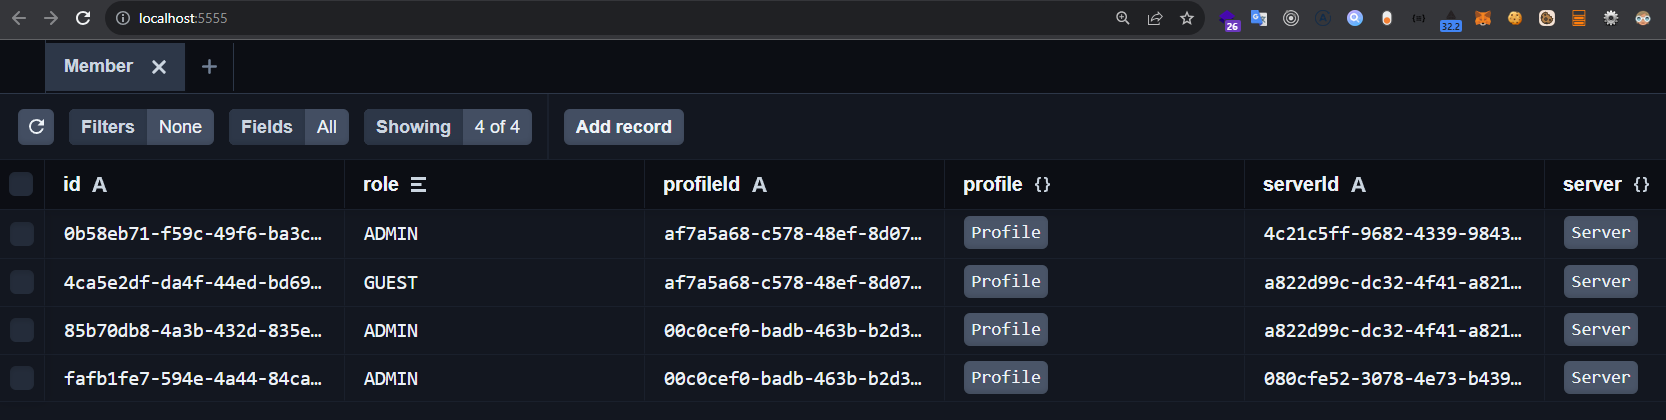 localhost:5555
26
32.2
Member
Filters None Fields All Showing 4 of 4 Add record
id A role profileId A profile {} serverId A server {}
0b58eb71-f59c-49f6-ba3c… ADMIN af7a5a68-c578-48ef-8d07… Profile 4c21c5ff-9682-4339-9843… Server
4ca5e2df-da4f-44ed-bd69… GUEST af7a5a68-c578-48ef-8d07… Profile a822d99c-dc32-4f41-a821… Server
85b70db8-4a3b-432d-835e… ADMIN 00c0cef0-badb-463b-b2d3… Profile a822d99c-dc32-4f41-a821… Server
fafb1fe7-594e-4a44-84ca… ADMIN 00c0cef0-badb-463b-b2d3… Profile 080cfe52-3078-4e73-b439… Server